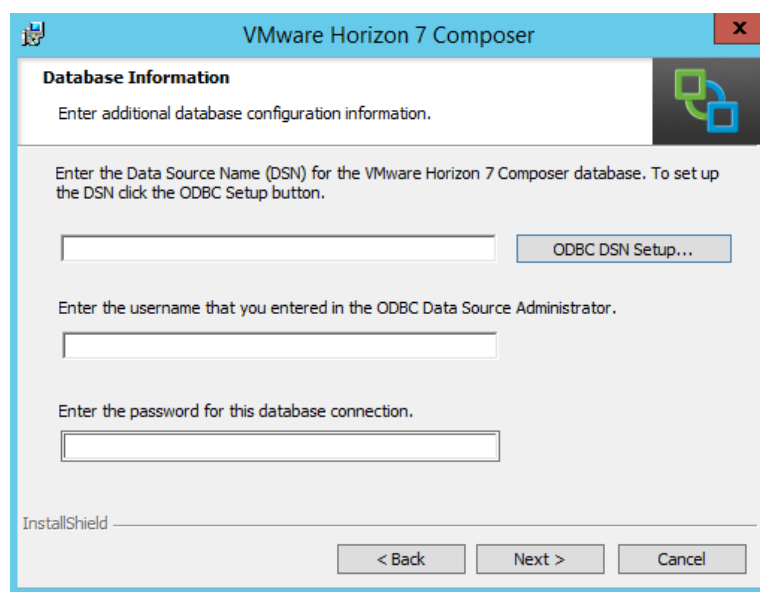 VMware Horizon 7 Composer
x
Database Information
Enter additional database configuration information.
Enter the Data Source Name (DSN) for the VMware Horizon 7 Composer database. To set up
the DSN click the ODBC Setup button.
ODBC DSN Setup...
Enter the username that you entered in the ODBC Data Source Administrator.
Enter the password for this database connection.
InstallShield
< Back Next > Cancel